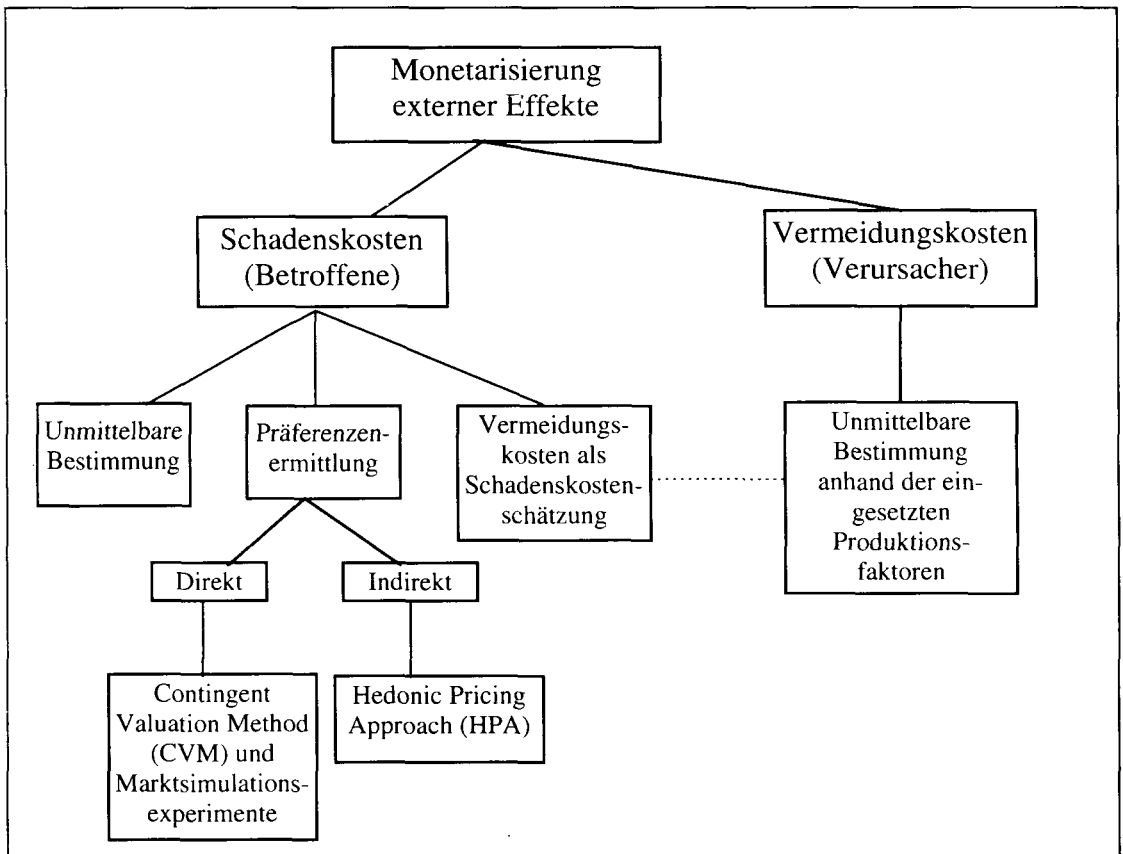 Monetarisierung
externer Effekte
Schadenskosten
(Betroffene)
Vermeidungskosten
(Verursacher)
Unmittelbare
Bestimmung
Präferenzen-
ermittlung
Vermeidungs-
kosten als
Schadenskosten-
schätzung
Unmittelbare
Bestimmung
anhand der ein-
gesetzten
Produktions-
faktoren
Direkt
Indirekt
Contingent
Valuation Method
(CVM) und
Marktsimulations-
experimente
Hedonic Pricing
Approach (HPA)